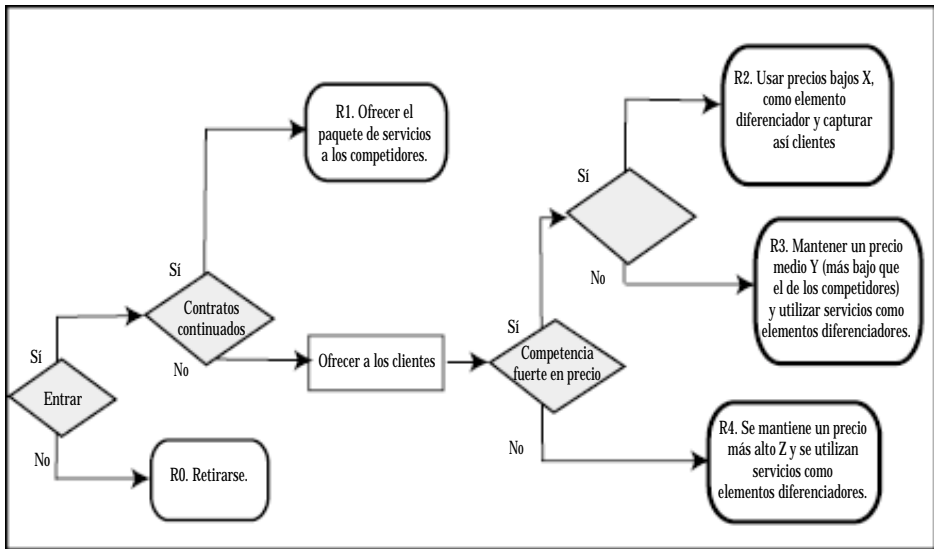 Entrar
Sí
No
R0. Retirarse.
Contratos
continuados
Sí
No
R1. Ofrecer el
paquete de servicios
a los competidores.
Ofrecer a los clientes
Competencia
fuerte en precio
Sí
No
Sí
No
R2. Usar precios bajos X,
como elemento
diferenciador y capturar
así clientes
R3. Mantener un precio
medio Y (más bajo que
el de los competidores)
y utilizar servicios como
elementos diferenciadores.
R4. Se mantiene un precio
más alto Z y se utilizan
servicios como
elementos diferenciadores.